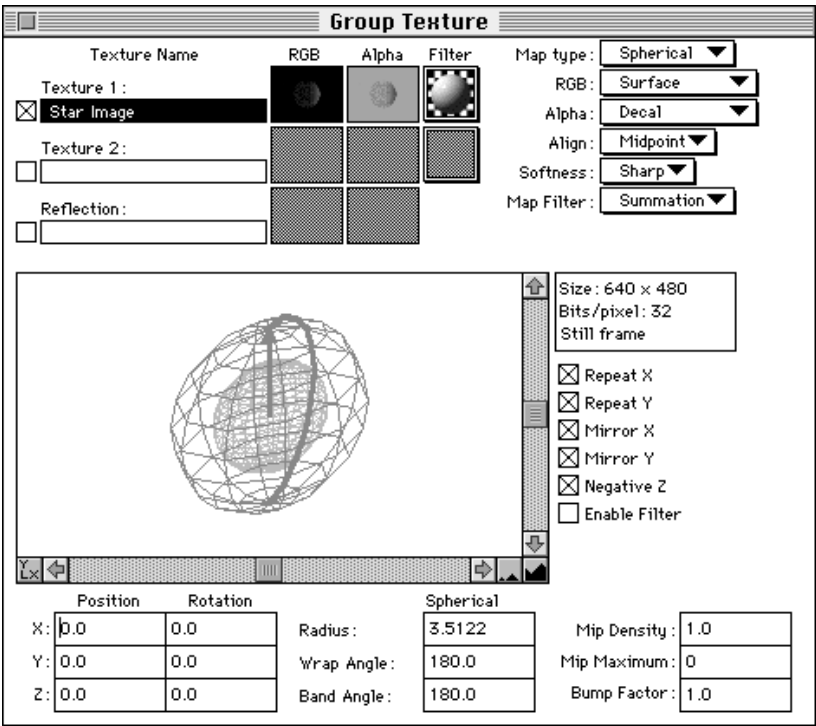 Group Texture
Texture Name RGB Alpha Filter
Texture 1:
Star Image
Texture 2:
Reflection:
Map type: Spherical
RGB: Surface
Alpha: Decal
Align: Midpoint
Softness: Sharp
Map Filter: Summation
Size: 640 x 480
Bits/pixel: 32
Still frame
Repeat X
Repeat Y
Mirror X
Mirror Y
Negative Z
Enable Filter
Y
LX
Position Rotation Spherical
X: 0.0 0.0 Radius: 3.5122 Mip Density: 1.0
Y: 0.0 0.0 Wrap Angle: 180.0 Mip Maximum: 0
Z: 0.0 0.0 Band Angle: 180.0 Bump Factor: 1.0